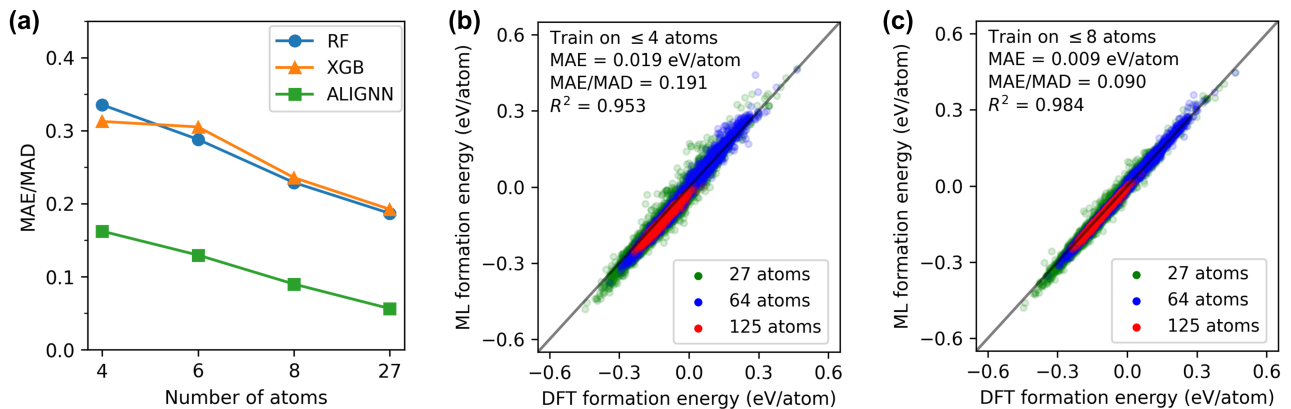 (a)
0.4
0.3
0.2
0.1
0.0
MAE/MAD
4
6
8
27
Number of atoms
RF
XGB
ALIGNN
(b)
0.6
0.3
0.0
−0.3
−0.6
ML formation energy (eV/atom)
Train on ≤4 atoms
MAE = 0.019 eV/atom
MAE/MAD = 0.191
R² = 0.953
27 atoms
64 atoms
125 atoms
−0.6
−0.3
0.0
0.3
0.6
DFT formation energy (eV/atom)
(c)
0.6
0.3
0.0
−0.3
−0.6
ML formation energy (eV/atom)
Train on ≤8 atoms
MAE = 0.009 eV/atom
MAE/MAD = 0.090
R² = 0.984
27 atoms
64 atoms
125 atoms
−0.6
−0.3
0.0
0.3
0.6
DFT formation energy (eV/atom)